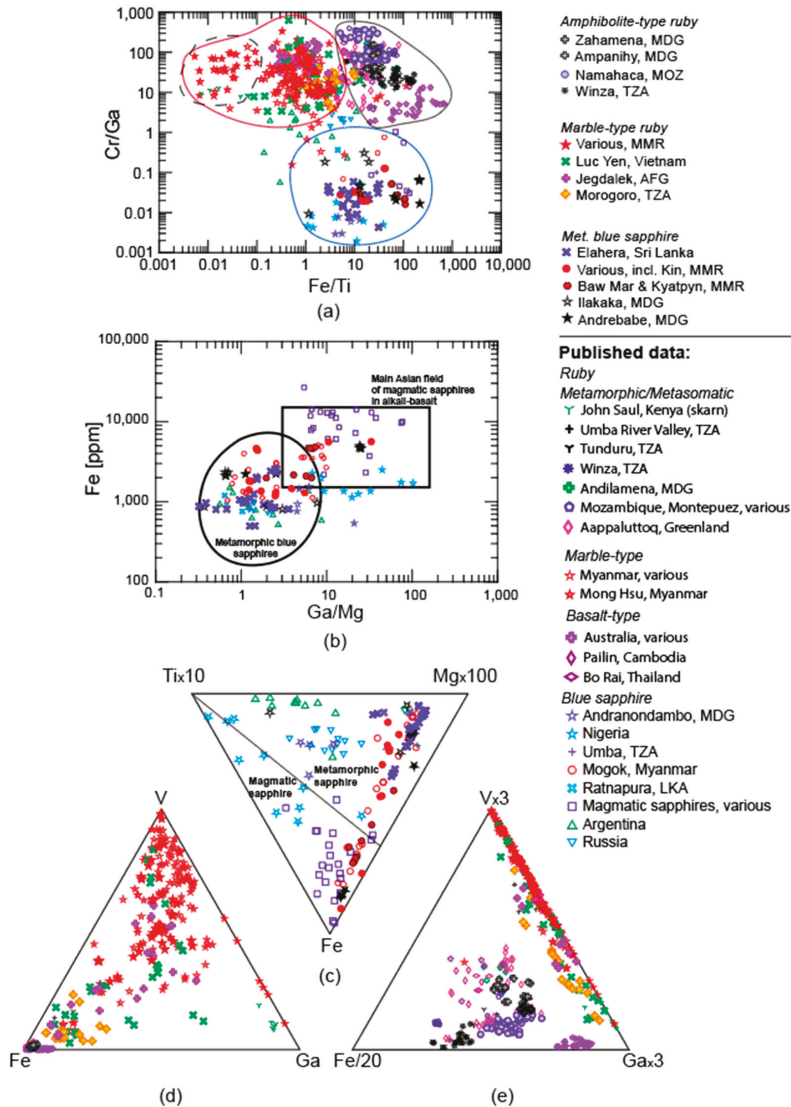 1,000
100
10
1
0.1
0.01
0.001
Cr/Ga
0.001
0.01
0.1
1
10
100
1000
10,000
Fe/Ti
(a)
100,000
10,000
1,000
100
Fe [ppm]
Main Asian field
of magmatic sapphires
in alkali-basalt
Metamorphic blue
sapphires
0.1
1
10
100
1,000
Ga/Mg
(b)
Tix10
Mgx100
Metamorphic
sapphire
Magmatic
sapphire
Fe
(c)
V
Fe
Ga
(d)
Vx3
Fe/20
Gax3
(e)
Amphibolite-type ruby
Zahamena, MDG
Ampanihy, MDG
Namahaca, MOZ
Winza, TZA
Marble-type ruby
Various, MMR
Luc Yen, Vietnam
Jegdalek, AFG
Morogoro, TZA
Met. blue sapphire
Elahera, Sri Lanka
Various, incl. Kin, MMR
Baw Mar & Kyatpyn, MMR
Ilakaka, MDG
Andrebabe, MDG
Published data:
Ruby
Metamorphic/Metasomatic
John Saul, Kenya (skarn)
Umba River Valley, TZA
Tunduru, TZA
Winza, TZA
Andilamena, MDG
Mozambique, Montepuez, various
Aappaluttoq, Greenland
Marble-type
Myanmar, various
Mong Hsu, Myanmar
Basalt-type
Australia, various
Pailin, Cambodia
Bo Rai, Thailand
Blue sapphire
Andranondambo, MDG
Nigeria
Umba, TZA
Mogok, Myanmar
Ratnapura, LKA
Magmatic sapphires, various
Argentina
Russia